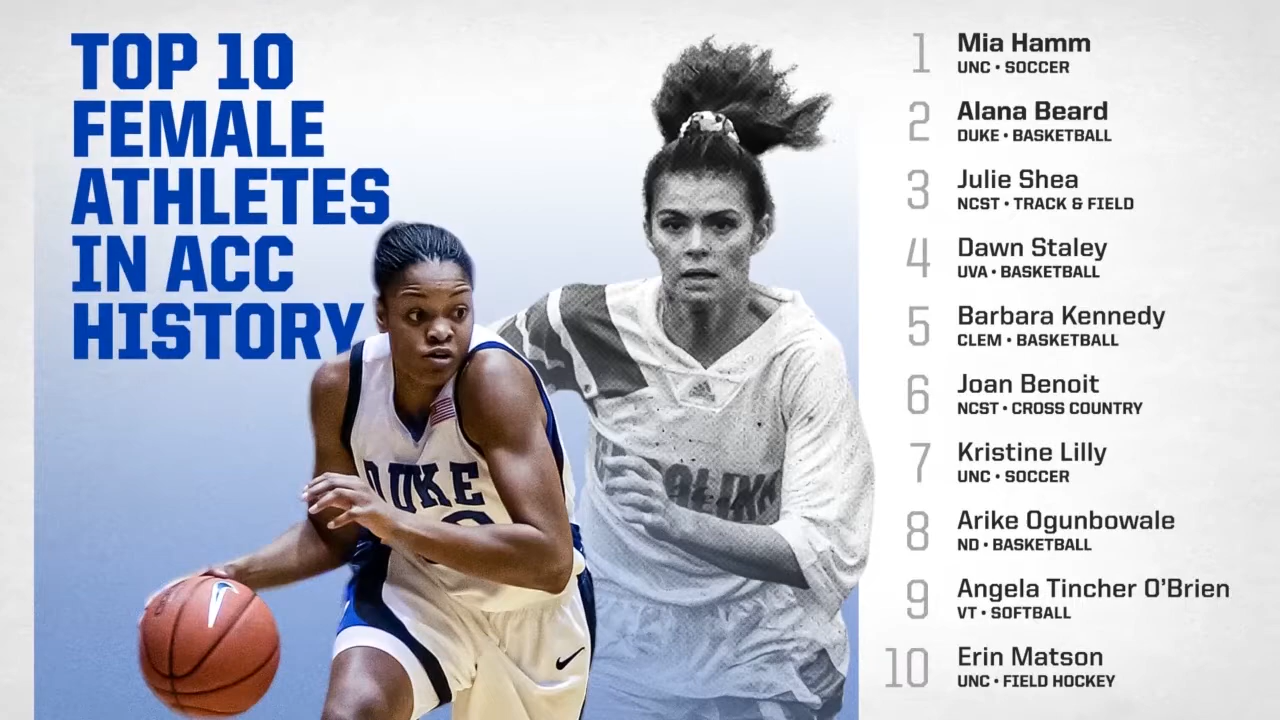 TOP 10
FEMALE
ATHLETES
IN ACC
HISTORY
DUKE
1
Mia Hamm
UNC • SOCCER
2
Alana Beard
DUKE • BASKETBALL
3
Julie Shea
NCST • TRACK & FIELD
4
Dawn Staley
UVA • BASKETBALL
5
Barbara Kennedy
CLEM • BASKETBALL
6
Joan Benoit
NCST • CROSS COUNTRY
7
Kristine Lilly
UNC • SOCCER
8
Arike Ogunbowale
ND • BASKETBALL
9
Angela Tincher O’Brien
VT • SOFTBALL
10
Erin Matson
UNC • FIELD HOCKEY